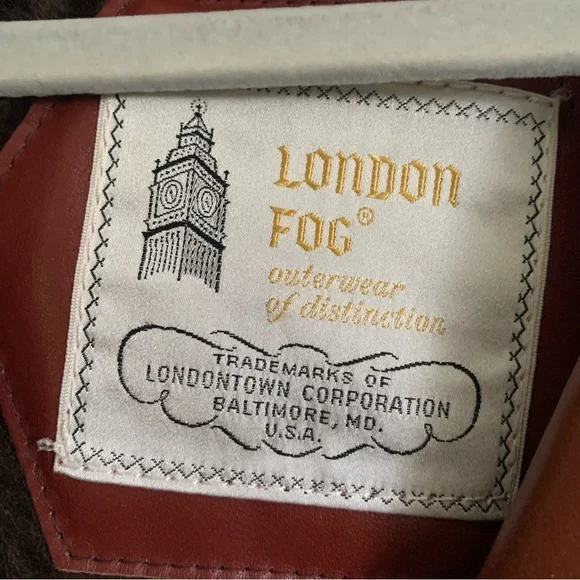 LONDON
FOG®
outerwear
of distinction
TRADEMARKS OF
LONDONTOWN CORPORATION
BALTIMORE, MD.
U.S.A.